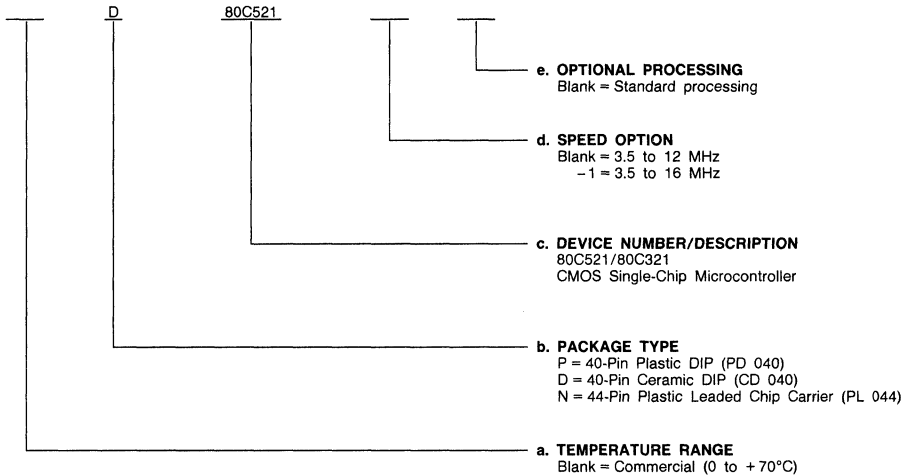 D 80C521
e. OPTIONAL PROCESSING
Blank = Standard processing
d. SPEED OPTION
Blank = 3.5 to 12 MHz
−1 = 3.5 to 16 MHz
c. DEVICE NUMBER/DESCRIPTION
80C521/80C321
CMOS Single-Chip Microcontroller
b. PACKAGE TYPE
P = 40-Pin Plastic DIP (PD 040)
D = 40-Pin Ceramic DIP (CD 040)
N = 44-Pin Plastic Leaded Chip Carrier (PL 044)
a. TEMPERATURE RANGE
Blank = Commercial (0 to +70°C)